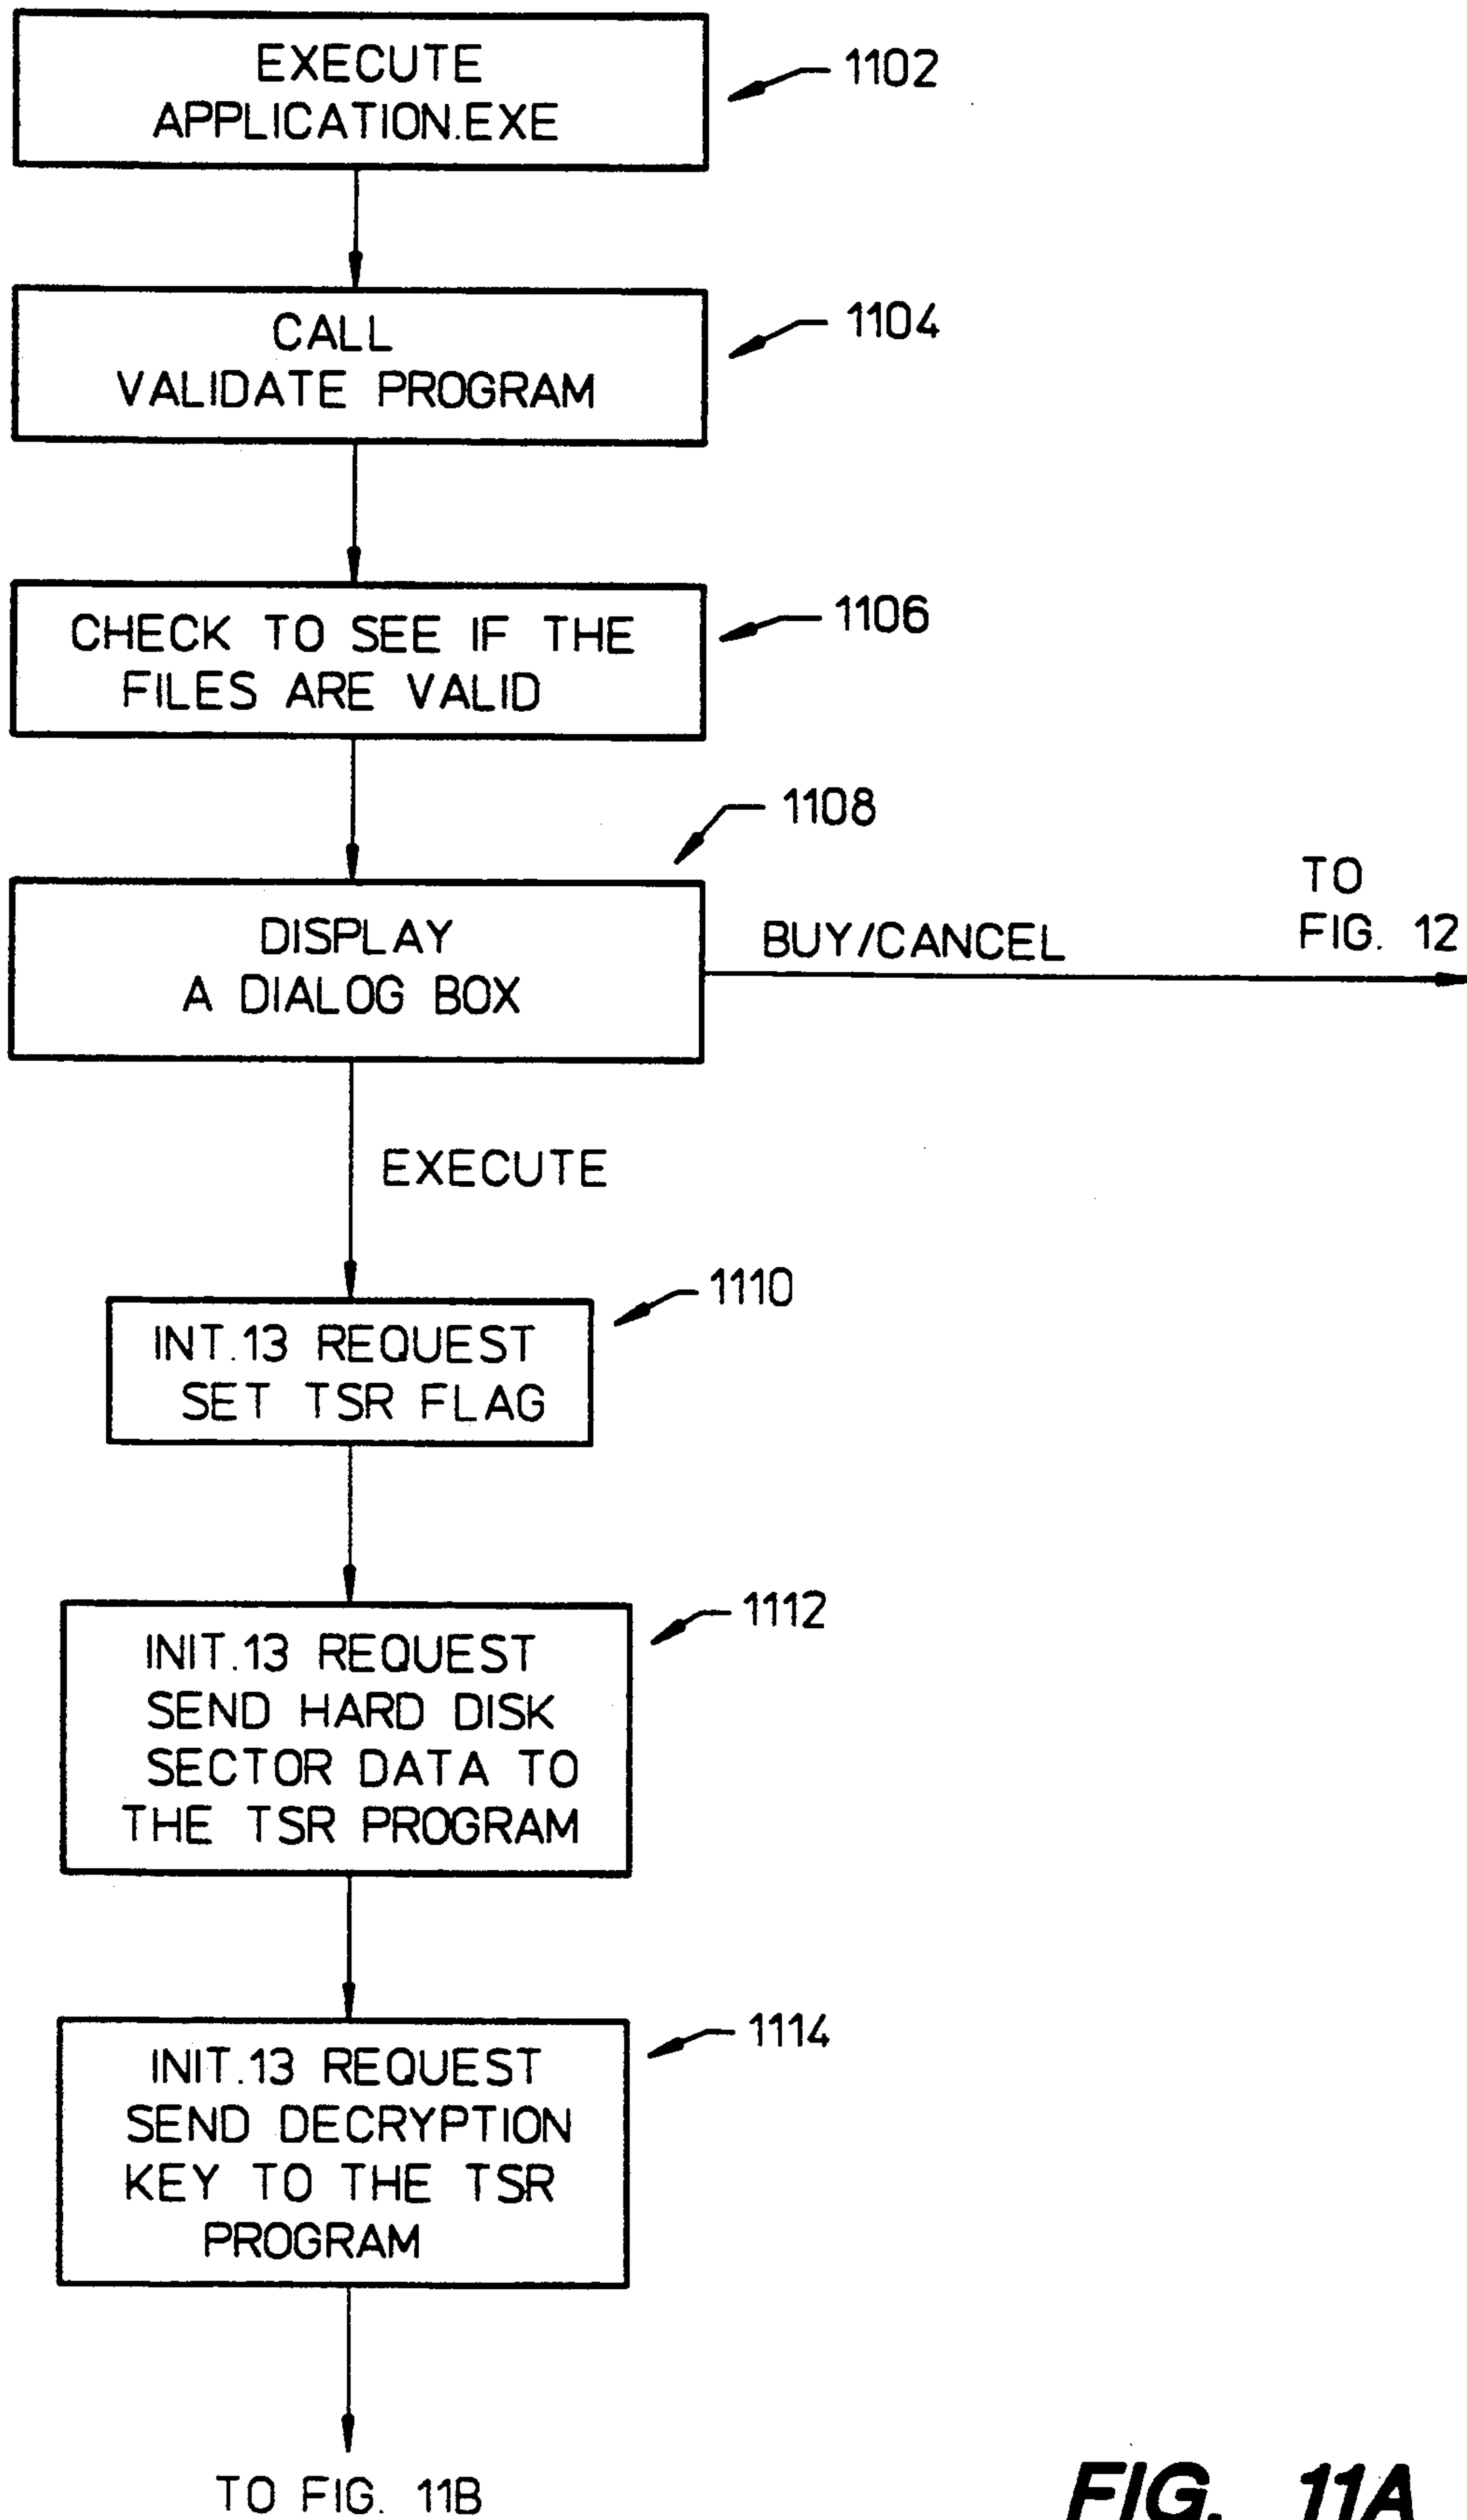 EXECUTE
APPLICATION.EXE
1102
CALL
VALIDATE PROGRAM
1104
CHECK TO SEE IF THE
FILES ARE VALID
1106
1108
DISPLAY
A DIALOG BOX
BUY/CANCEL
TO
FIG. 12
EXECUTE
1110
INT.13 REQUEST
SET TSR FLAG
1112
INIT.13 REQUEST
SEND HARD DISK
SECTOR DATA TO
THE TSR PROGRAM
1114
INIT.13 REQUEST
SEND DECRYPTION
KEY TO THE TSR
PROGRAM
TO FIG. 11B
FIG. 11A